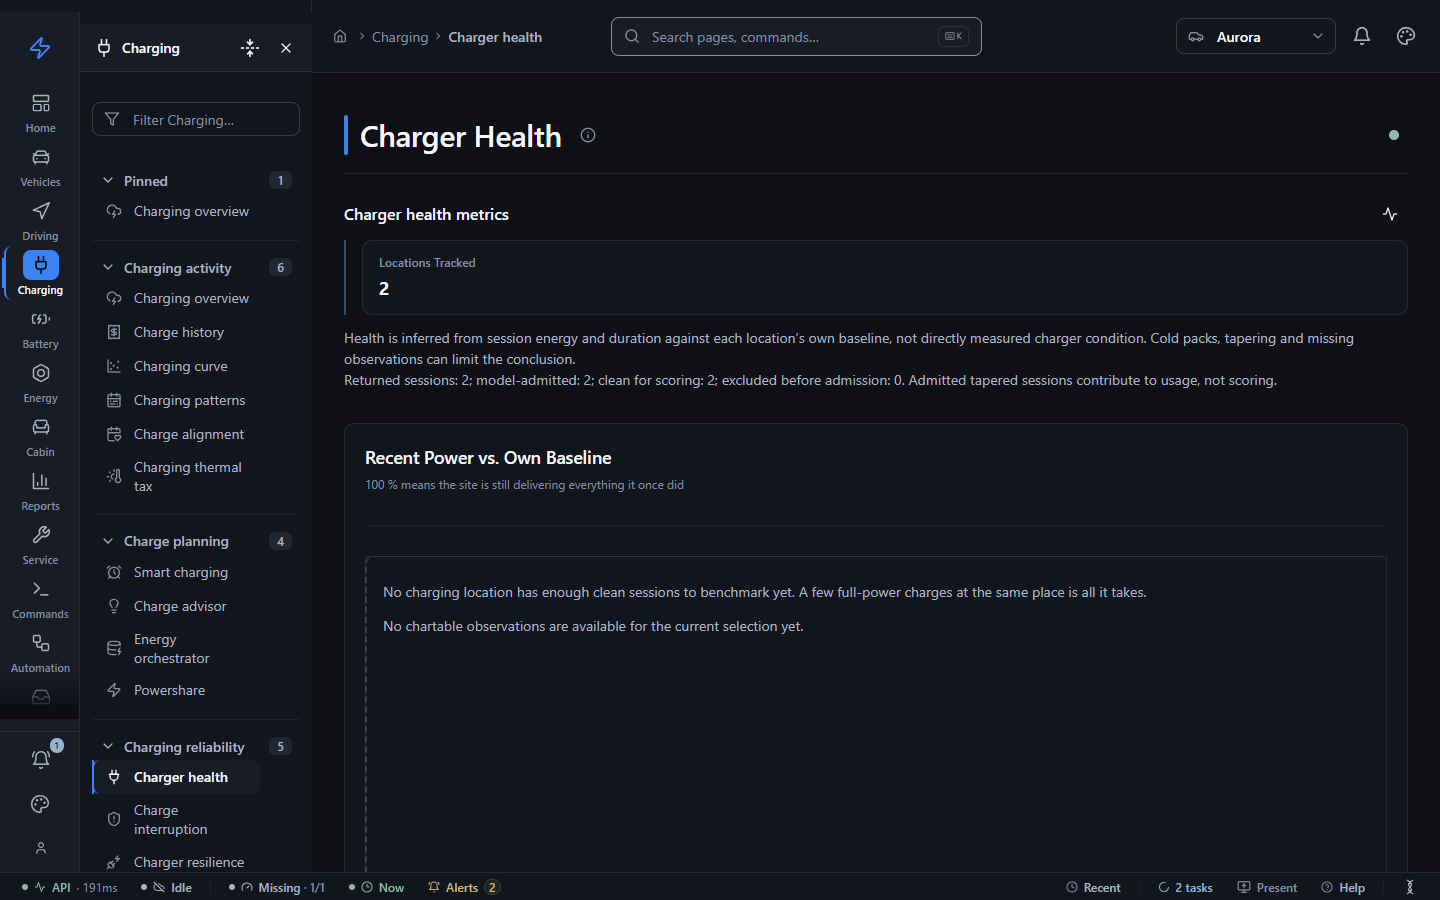 Charging
Charging
Charger health
Search pages, commands...
K
Aurora
Home
Vehicles
Driving
Charging
Battery
Energy
Cabin
Reports
Service
Commands
Automation
1
Filter Charging...
Pinned 1
Charging overview
Charging activity 6
Charging overview
Charge history
Charging curve
Charging patterns
Charge alignment
Charging thermal
tax
Charge planning 4
Smart charging
Charge advisor
Energy
orchestrator
Powershare
Charging reliability 5
Charger health
Charge
interruption
Charger resilience
Charger Health
Charger health metrics
Locations Tracked
2
Health is inferred from session energy and duration against each location’s own baseline, not directly measured charger condition. Cold packs, tapering and missing
observations can limit the conclusion.
Returned sessions: 2; model-admitted: 2; clean for scoring: 2; excluded before admission: 0. Admitted tapered sessions contribute to usage, not scoring.
Recent Power vs. Own Baseline
100 % means the site is still delivering everything it once did
No charging location has enough clean sessions to benchmark yet. A few full-power charges at the same place is all it takes.
No chartable observations are available for the current selection yet.
API · 191ms
Idle
Missing · 1/1
Now
Alerts 2
Recent
2 tasks
Present
Help